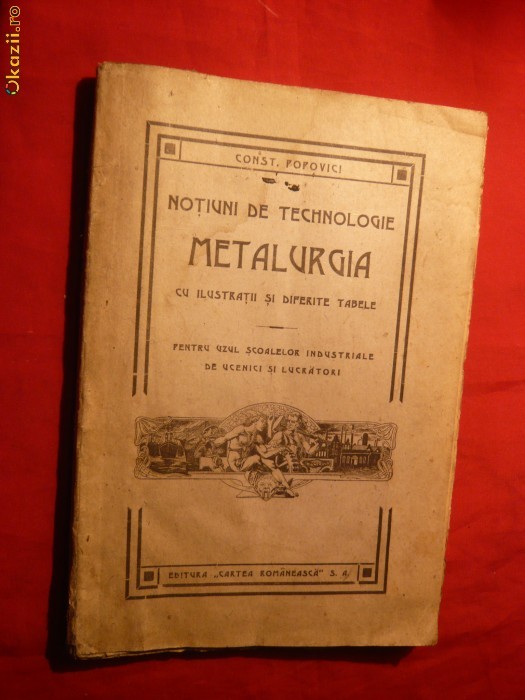 Okazii.ro
CONST. POPOVICI
NOȚIUNI DE TECHNOLOGIE
METALURGIA
CU ILUSTRAȚII ȘI DIFERITE TABELE
PENTRU UZUL ȘCOALELOR INDUSTRIALE
DE UCENICI ȘI LUCRĂTORI
EDITURA „CARTEA ROMÂNEASCĂ" S. A.